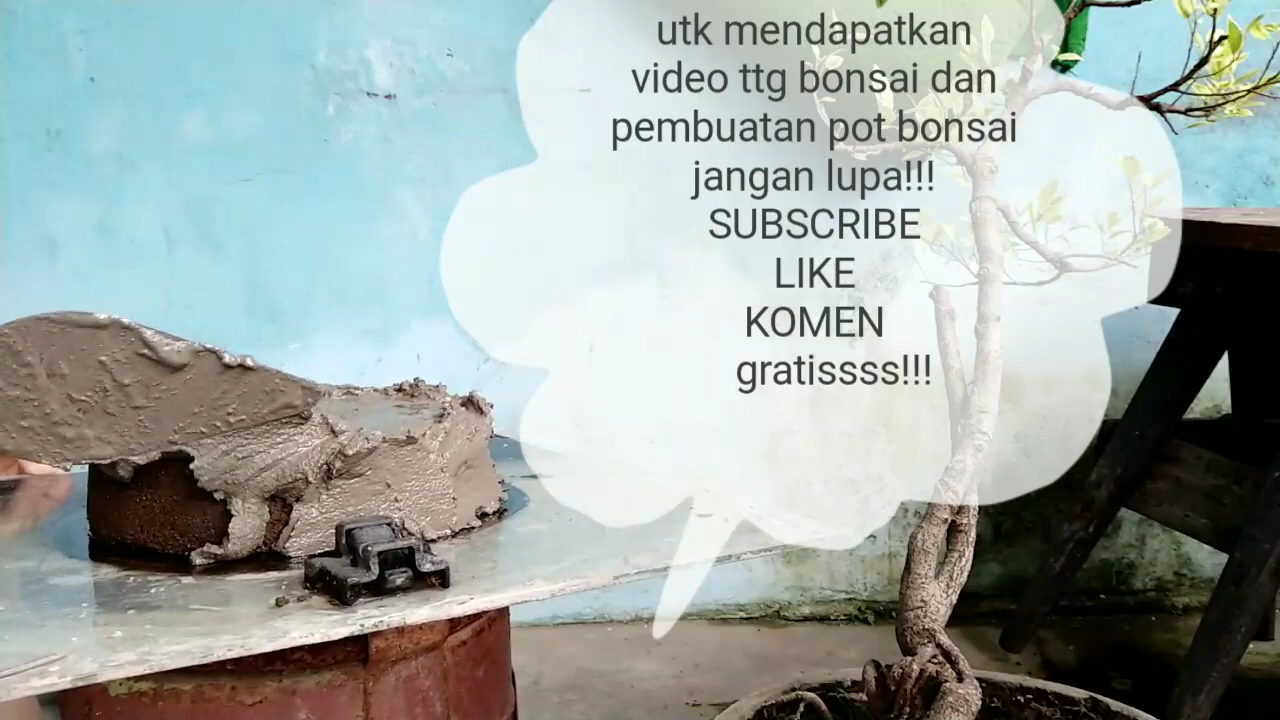 utk mendapatkan
video ttg bonsai dan
pembuatan pot bonsai
jangan lupa!!!
SUBSCRIBE
LIKE
KOMEN
gratissss!!!